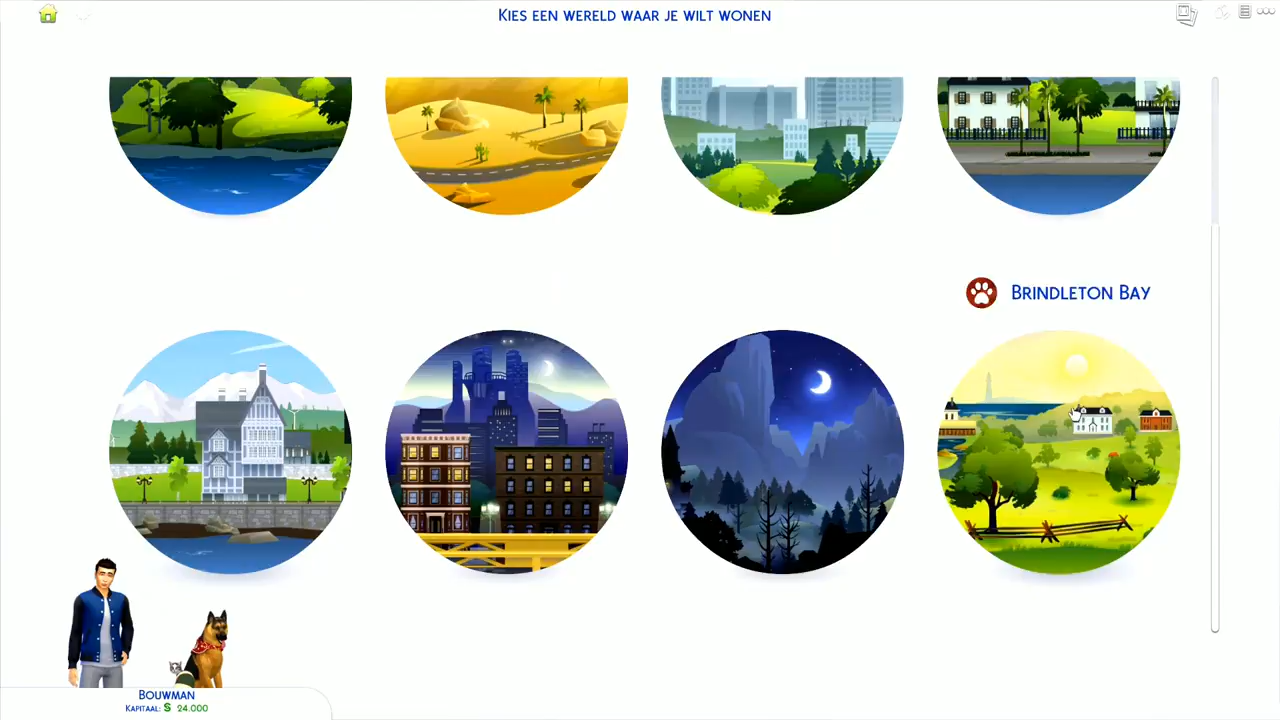 Kies een wereld waar je wilt wonen
Brindleton Bay
Bouwman
Kapitaal: § 24.000